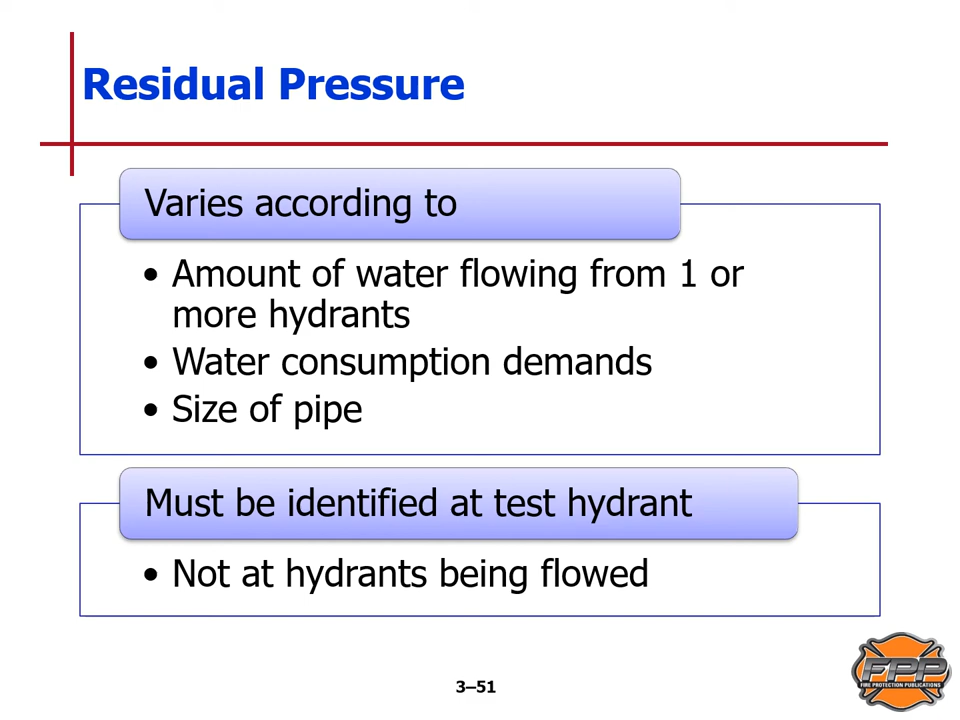 Residual Pressure
Varies according to
• Amount of water flowing from 1 or
more hydrants
• Water consumption demands
• Size of pipe
Must be identified at test hydrant
• Not at hydrants being flowed
3–51
FPP
FIRE PROTECTION PUBLICATIONS